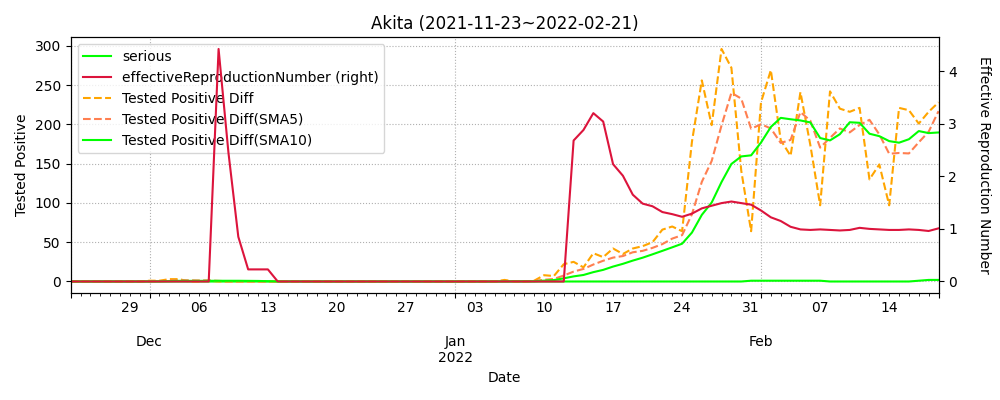 Akita (2021-11-23~2022-02-21)
serious
effectiveReproductionNumber (right)
Tested Positive Diff
Tested Positive Diff(SMA5)
Tested Positive Diff(SMA10)
Tested Positive
300
250
200
150
100
50
0
Effective Reproduction Number
4
3
2
1
0
29 06 13 20 27 03 10 17 24 31 07 14
Dec Jan Feb
2022
Date